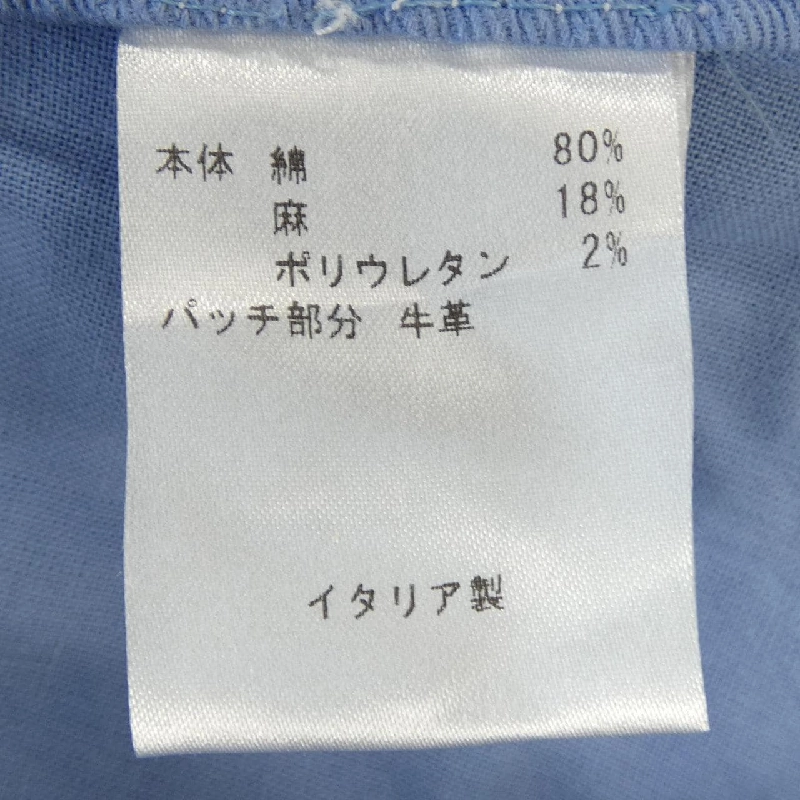 本体 綿 80%
麻 18%
ポリウレタン 2%
パッチ部分 牛革
イタリア製